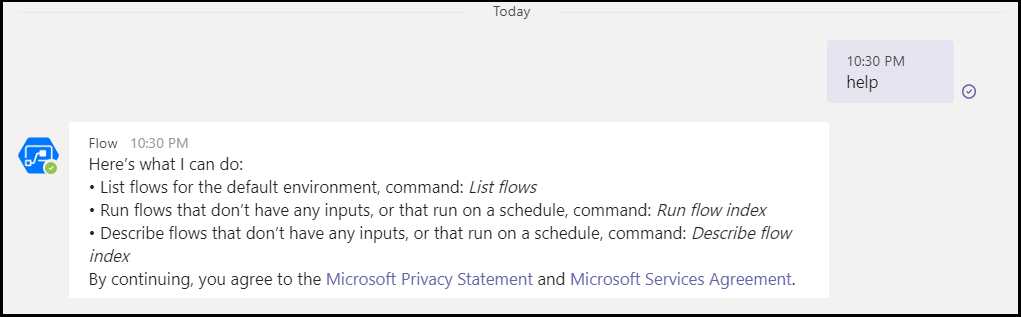 Today
10:30 PM
help
Flow 10:30 PM
Here’s what I can do:
• List flows for the default environment, command: List flows
• Run flows that don’t have any inputs, or that run on a schedule, command: Run flow index
• Describe flows that don’t have any inputs, or that run on a schedule, command: Describe flow
index
By continuing, you agree to the Microsoft Privacy Statement and Microsoft Services Agreement.